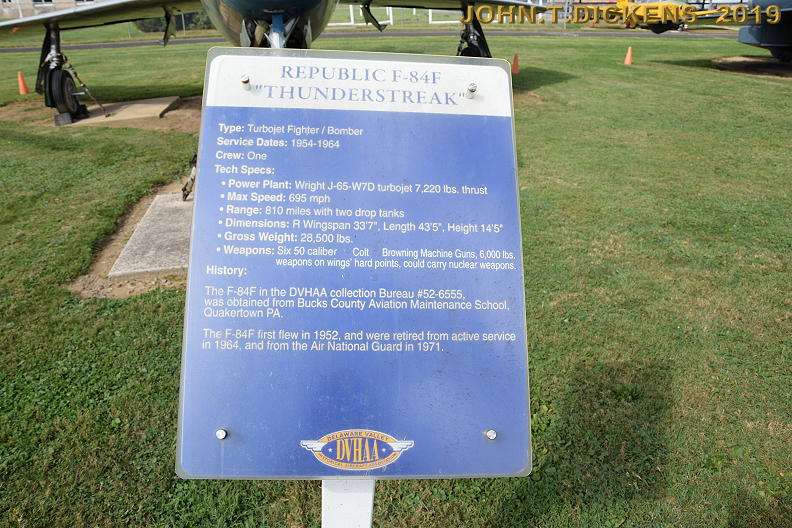 JOHN.T.DICKENS - 2019
REPUBLIC F-84F
"THUNDERSTREAK"
Type: Turbojet Fighter / Bomber
Service Dates: 1954-1964
Crew: One
Tech Specs:
• Power Plant: Wright J-65-W7D turbojet 7,220 lbs. thrust
• Max Speed: 695 mph
• Range: 810 miles with two drop tanks
• Dimensions: R Wingspan 33'7", Length 43'5", Height 14'5"
• Gross Weight: 28,500 lbs.
• Weapons: Six 50 caliber Colt Browning Machine Guns, 6,000 lbs.
weapons on wings' hard points, could carry nuclear weapons.
History:
The F-84F in the DVHAA collection Bureau #52-6555,
was obtained from Bucks County Aviation Maintenance School,
Quakertown PA.
The F-84F first flew in 1952, and were retired from active service
in 1964, and from the Air National Guard in 1971.
DELAWARE VALLEY
DVHAA
HISTORICAL AIRCRAFT ASSOCIATION